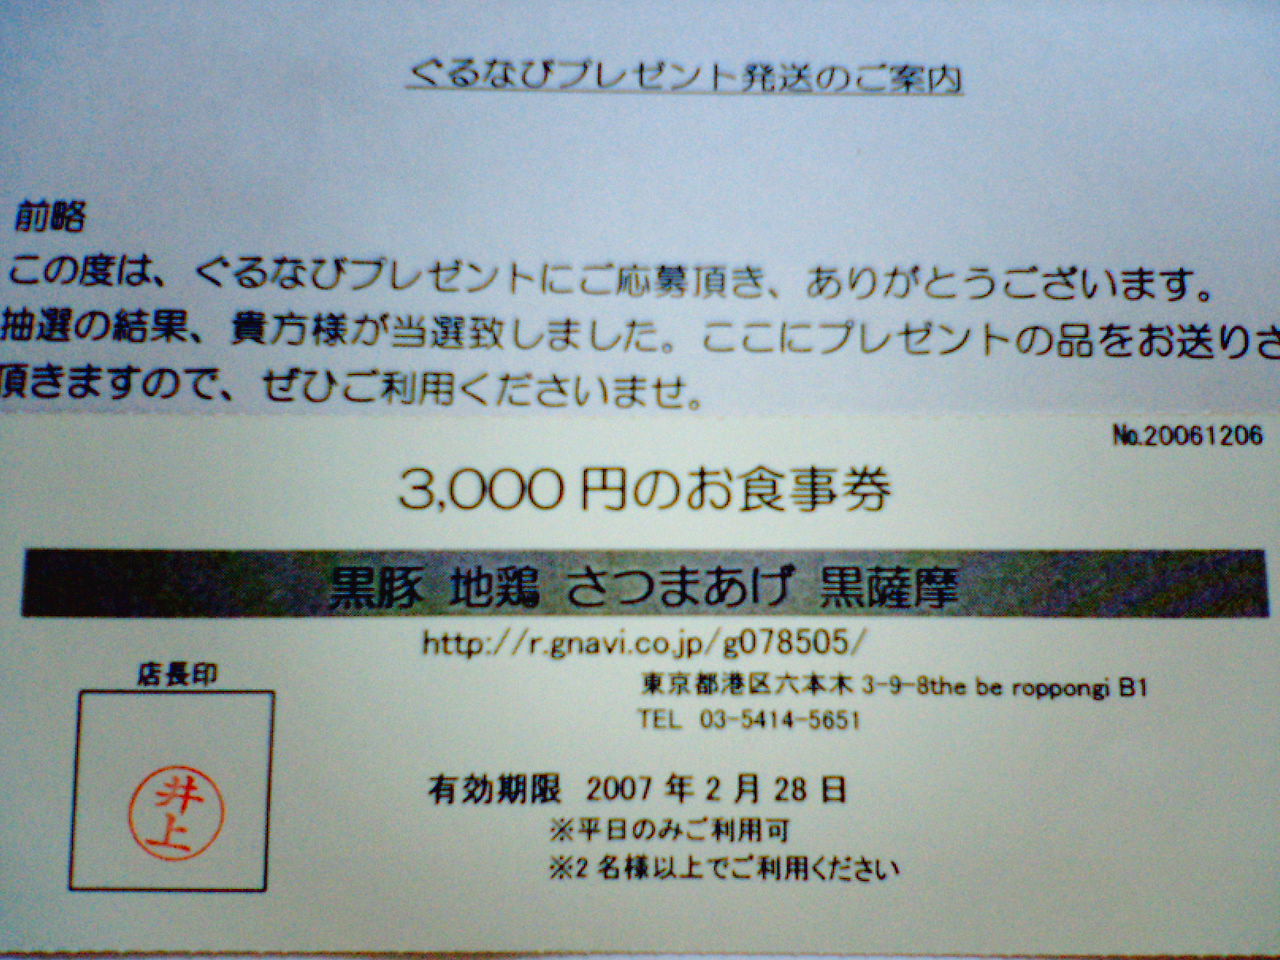 ぐるなびプレゼント発送のご案内
前略
この度は、ぐるなびプレゼントにご応募頂き、ありがとうございます。
抽選の結果、貴方様が当選致しました。ここにプレゼントの品をお送りさ
頂きますので、ぜひご利用くださいませ。
No.20061206
3,000円のお食事券
黒豚 地鶏 さつまあげ 黒薩摩
http://r.gnavi.co.jp/g078505/
店長印
東京都港区六本木3-9-8the be roppongi B1
TEL 03-5414-5651
井上
有効期限 2007年2月28日
※平日のみご利用可
※2名様以上でご利用ください